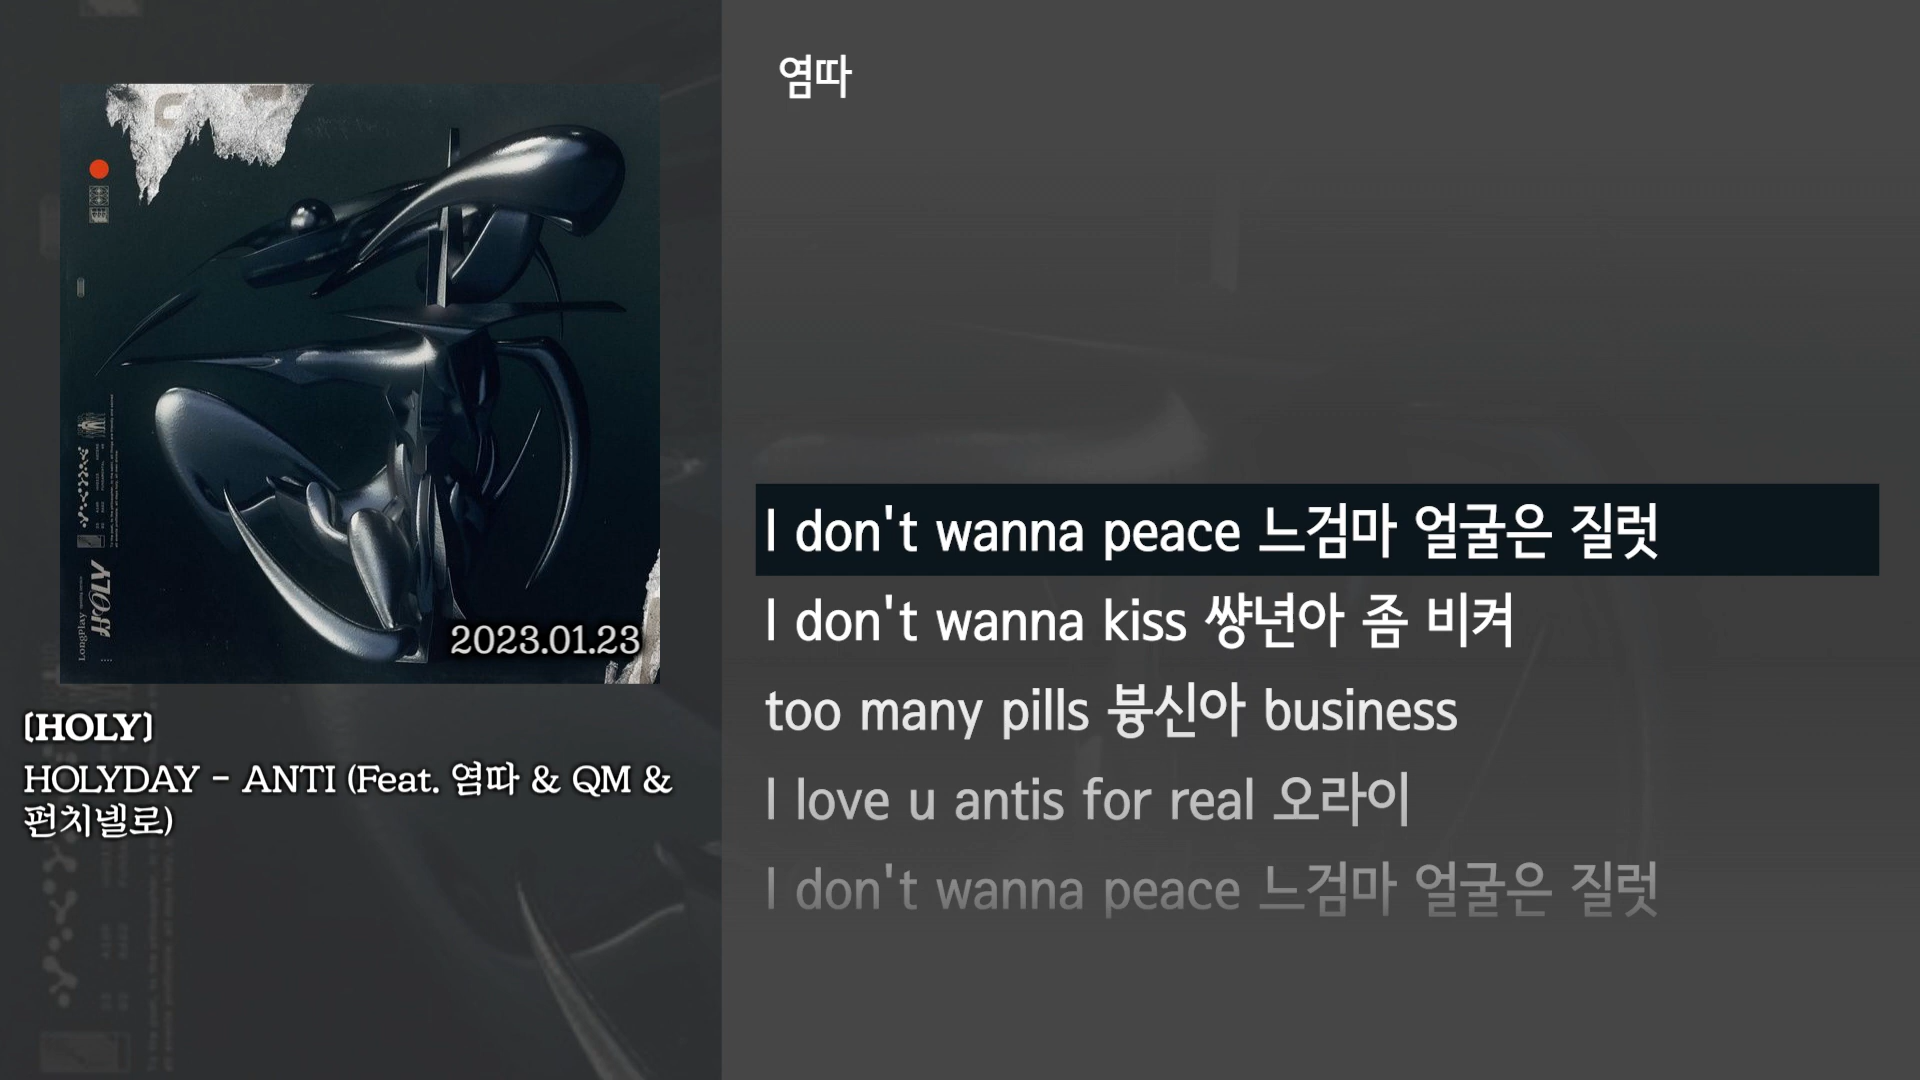 염따
HOLY
LongPlay
2023.01.23
[HOLY]
HOLYDAY - ANTI (Feat. 염따 & QM &
펀치넬로)
I don't wanna peace 느검마 얼굴은 질럿
I don't wanna kiss 썅년아 좀 비켜
too many pills 븅신아 business
I love u antis for real 오라이
I don't wanna peace 느검마 얼굴은 질럿